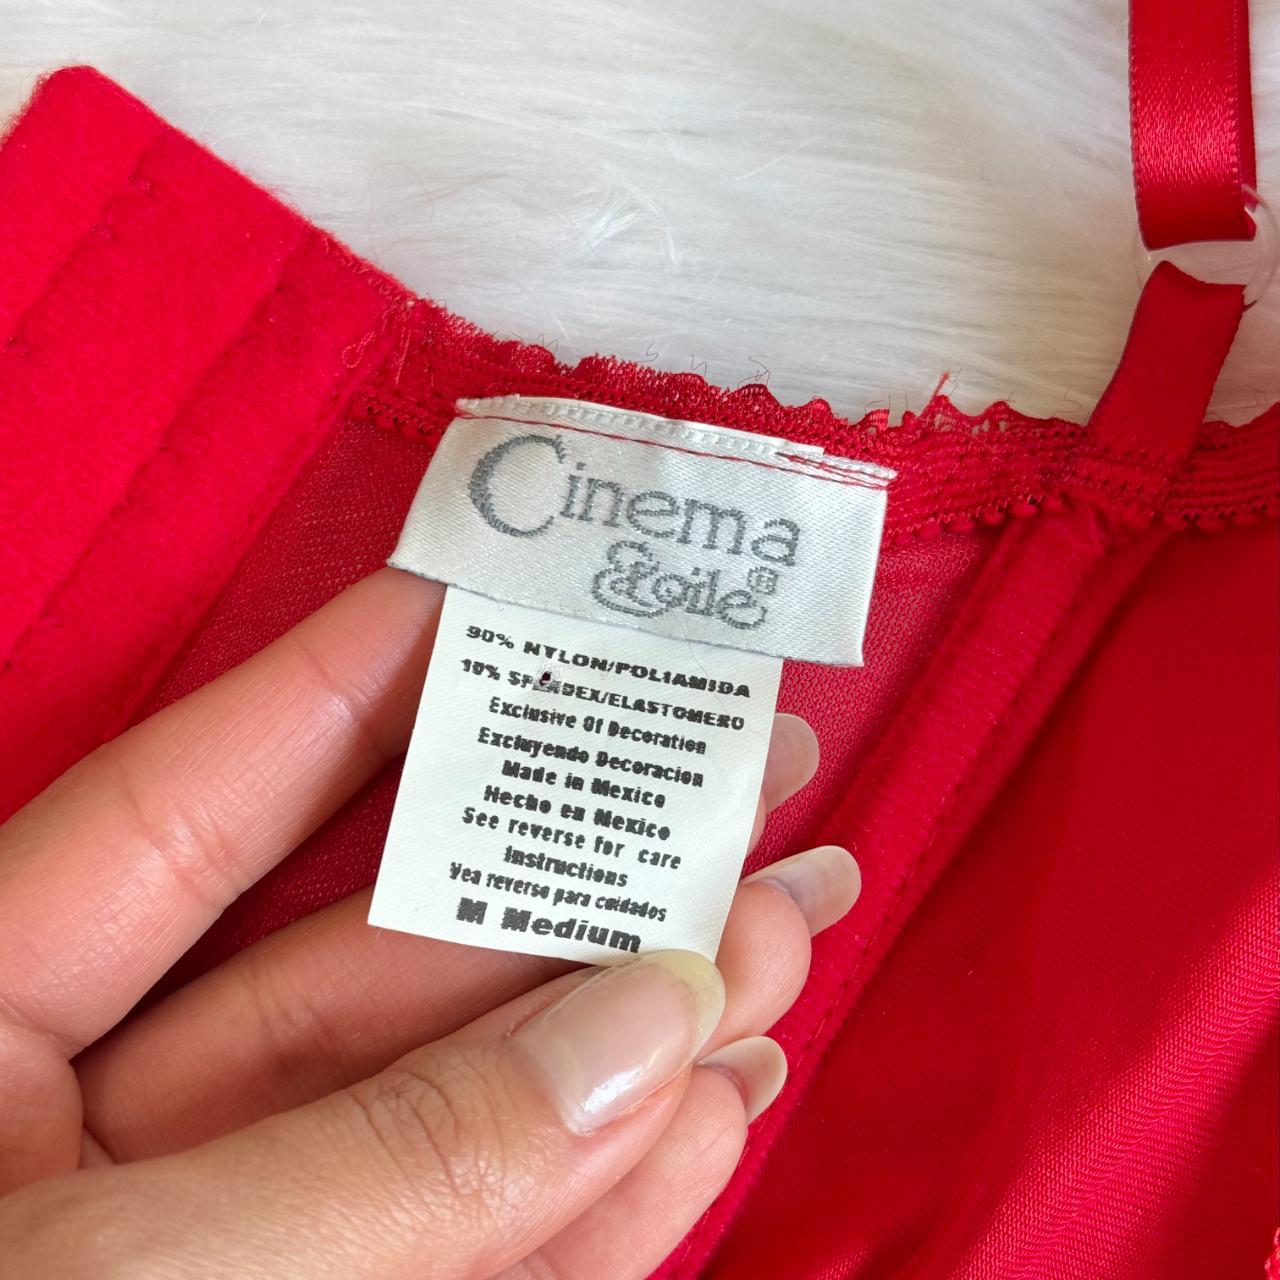 Cinema
Etoile®
90% NYLON/POLIAMIDA
10% SPANDEX/ELASTOMERO
Exclusive Of Decoration
Excluyendo Decoracion
Made in Mexico
Hecho en Mexico
See reverse for care
Instructions
Vea reverso para cuidados
M Medium